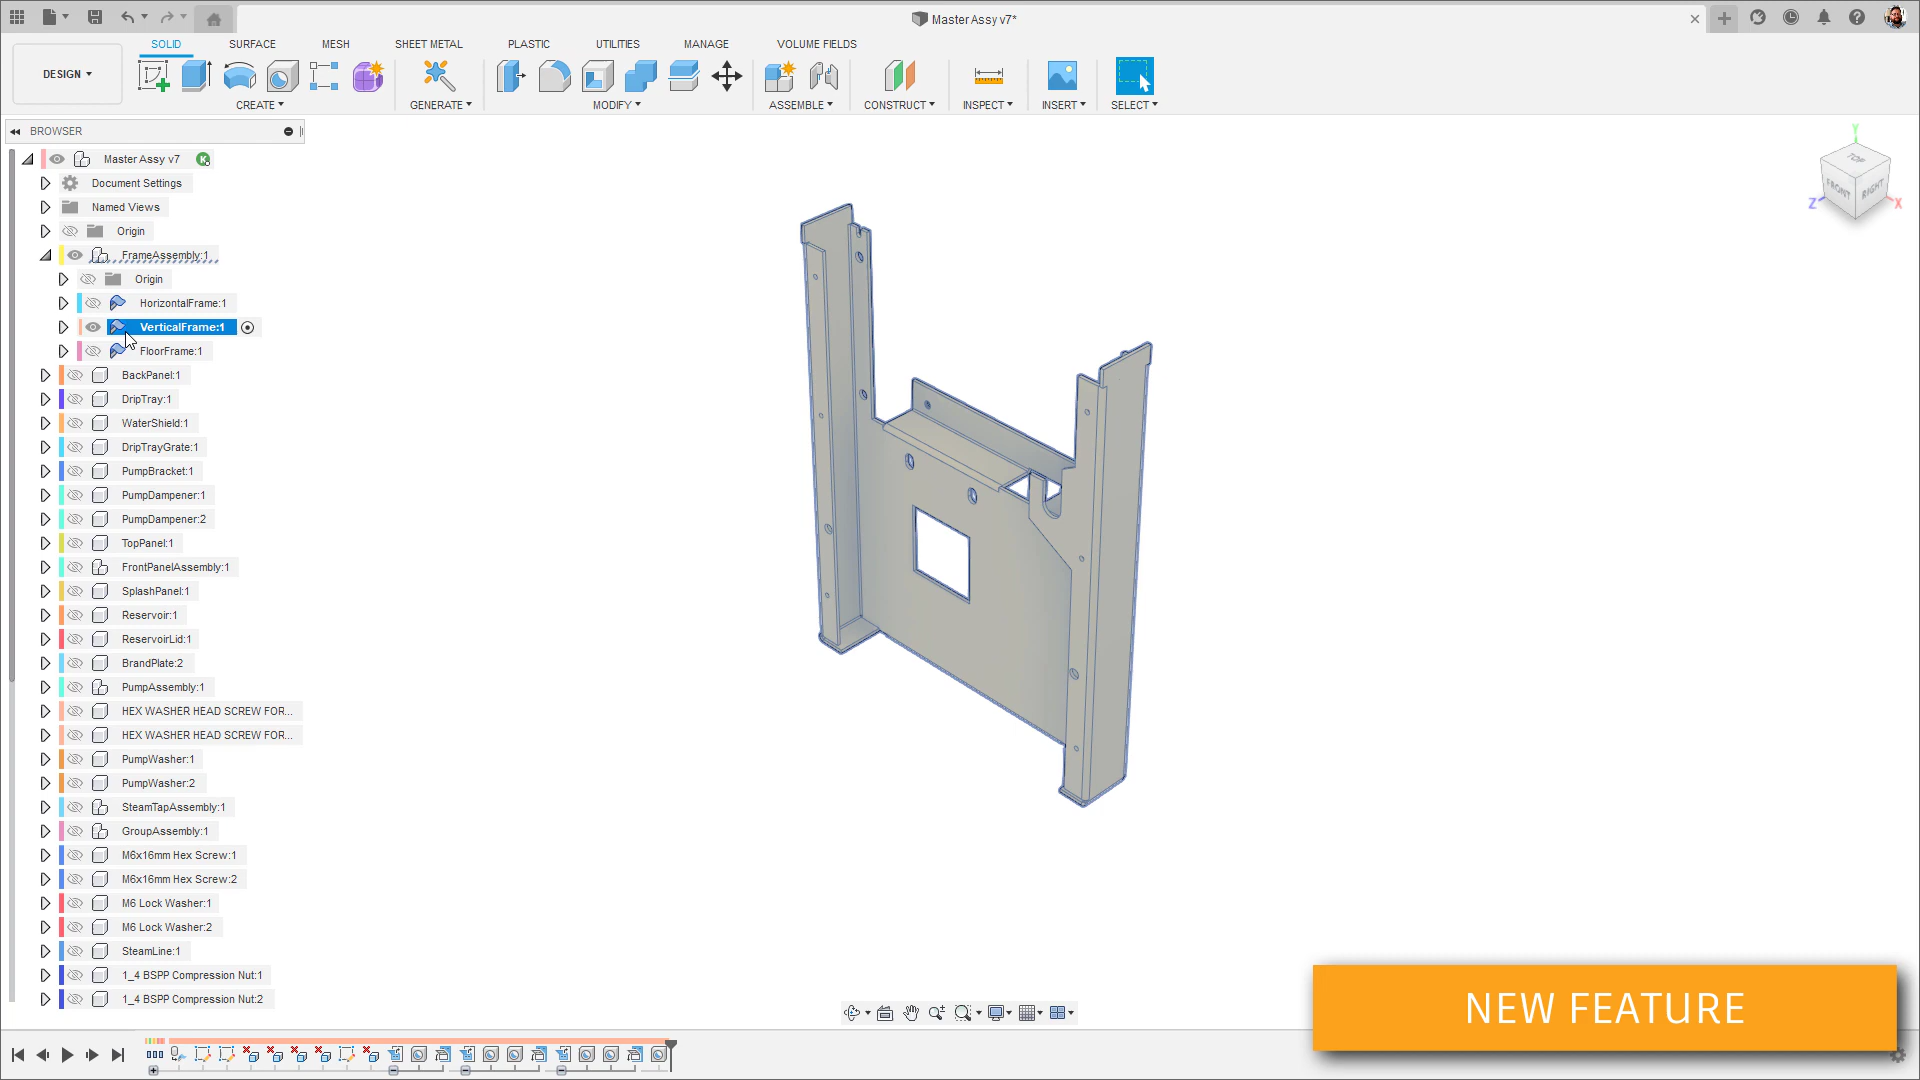 Master Assy v7*
DESIGN
SOLID
SURFACE
MESH
SHEET METAL
PLASTIC
UTILITIES
MANAGE
VOLUME FIELDS
CREATE
GENERATE
MODIFY
ASSEMBLE
CONSTRUCT
INSPECT
INSERT
SELECT
BROWSER
Master Assy v7
Document Settings
Named Views
Origin
FrameAssembly:1
Origin
HorizontalFrame:1
VerticalFrame:1
FloorFrame:1
BackPanel:1
DripTray:1
WaterShield:1
DripTrayGrate:1
PumpBracket:1
PumpDampener:1
PumpDampener:2
TopPanel:1
FrontPanelAssembly:1
SplashPanel:1
Reservoir:1
ReservoirLid:1
BrandPlate:2
PumpAssembly:1
HEX WASHER HEAD SCREW FOR...
HEX WASHER HEAD SCREW FOR...
PumpWasher:1
PumpWasher:2
SteamTapAssembly:1
GroupAssembly:1
M6x16mm Hex Screw:1
M6x16mm Hex Screw:2
M6 Lock Washer:1
M6 Lock Washer:2
SteamLine:1
1_4 BSPP Compression Nut:1
1_4 BSPP Compression Nut:2
Y
TOP
FRONT
RIGHT
Z
X
NEW FEATURE